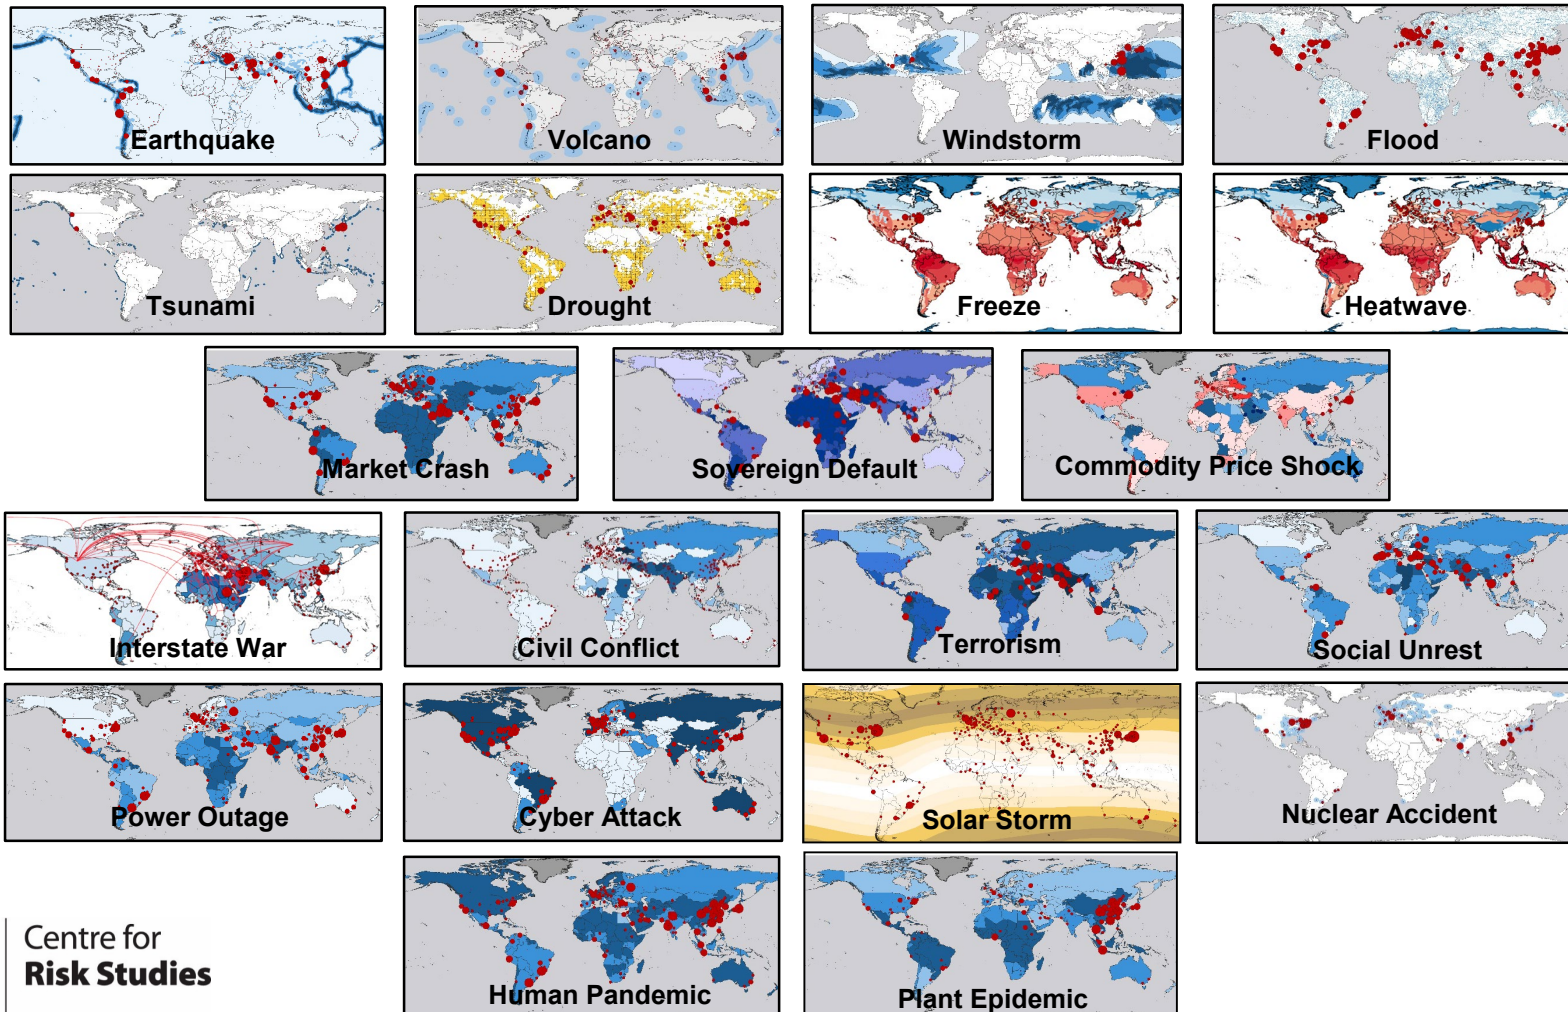 Earthquake
Volcano
Windstorm
Flood
Tsunami
Drought
Freeze
Heatwave
Market Crash
Sovereign Default
Commodity Price Shock
Interstate War
Civil Conflict
Terrorism
Social Unrest
Power Outage
Cyber Attack
Solar Storm
Nuclear Accident
Human Pandemic
Plant Epidemic
Centre for
Risk Studies